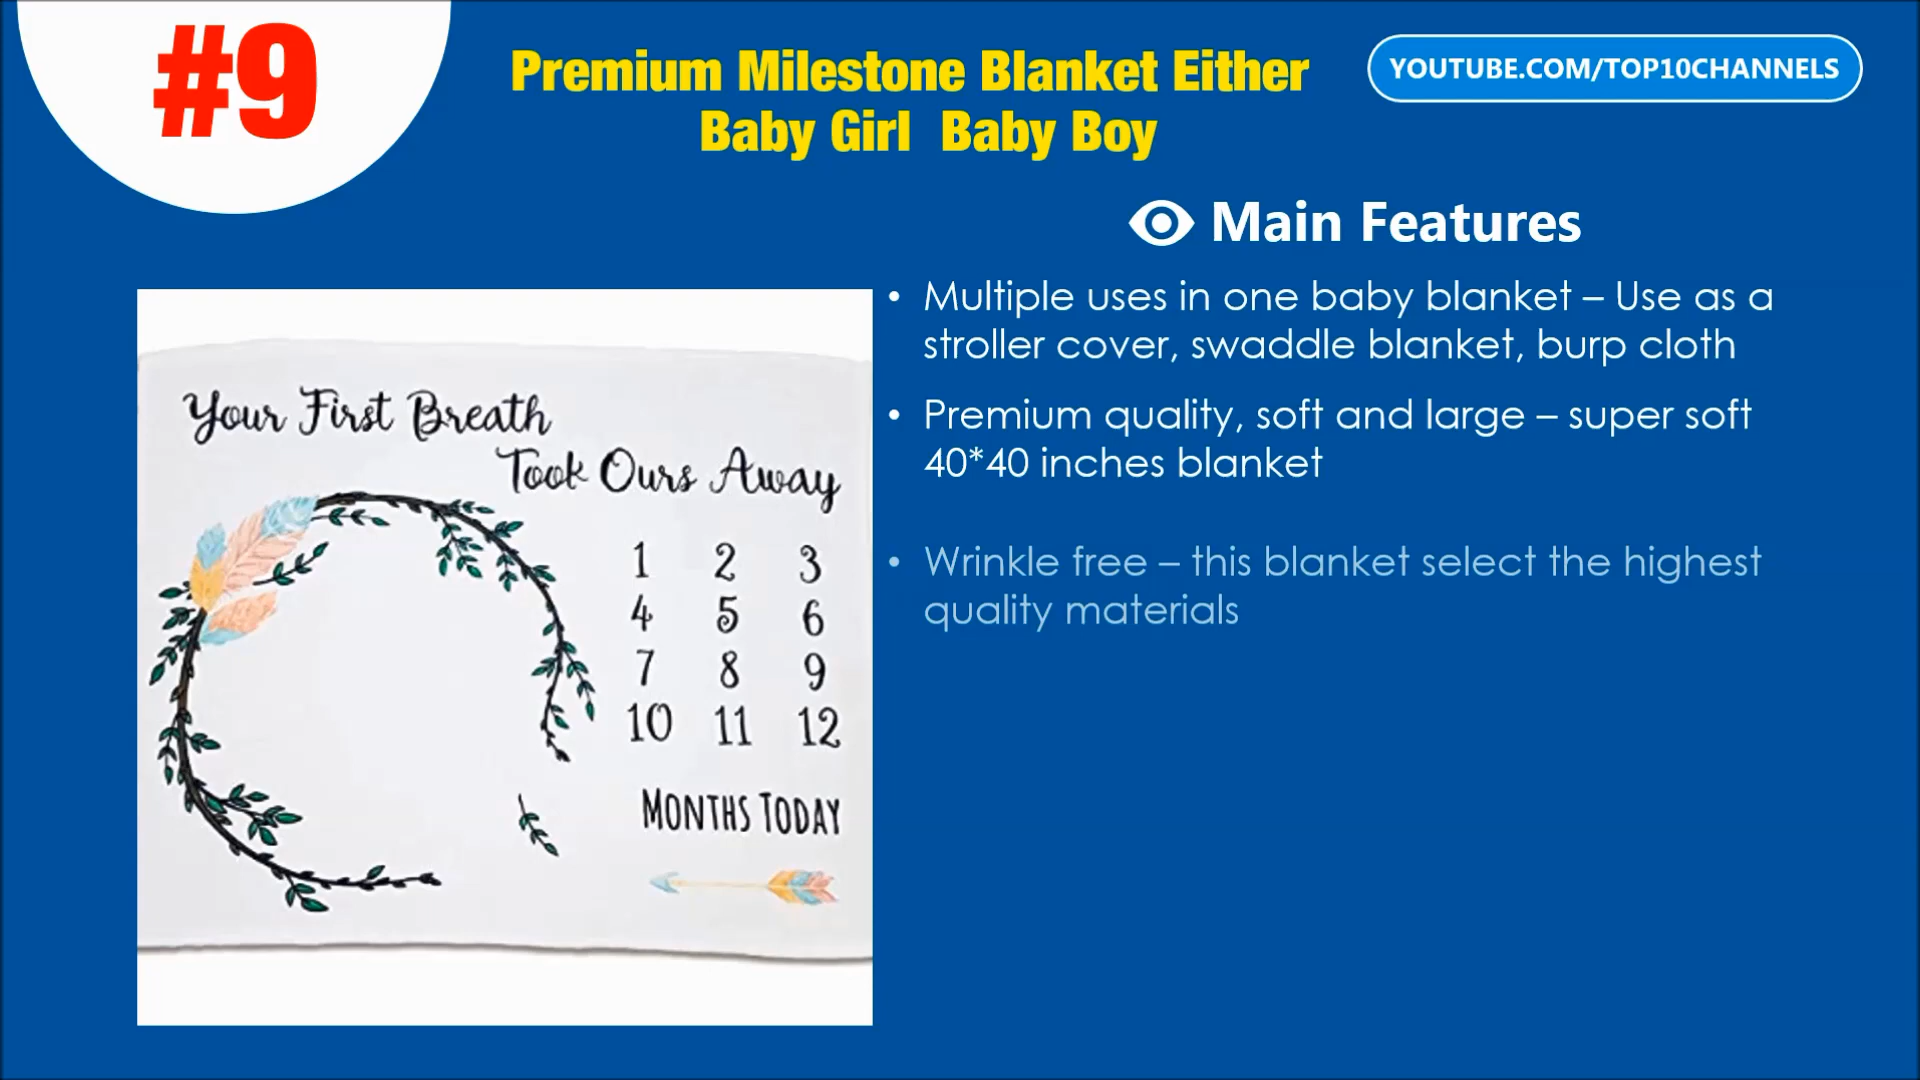 #9
Premium Milestone Blanket Either
Baby Girl Baby Boy
YOUTUBE.COM/TOP10CHANNELS
Main Features
• Multiple uses in one baby blanket – Use as a
stroller cover, swaddle blanket, burp cloth
• Premium quality, soft and large – super soft
40*40 inches blanket
• Wrinkle free – this blanket select the highest
quality materials
Your First Breath
Took Ours Away
1 2 3
4 5 6
7 8 9
10 11 12
MONTHS TODAY